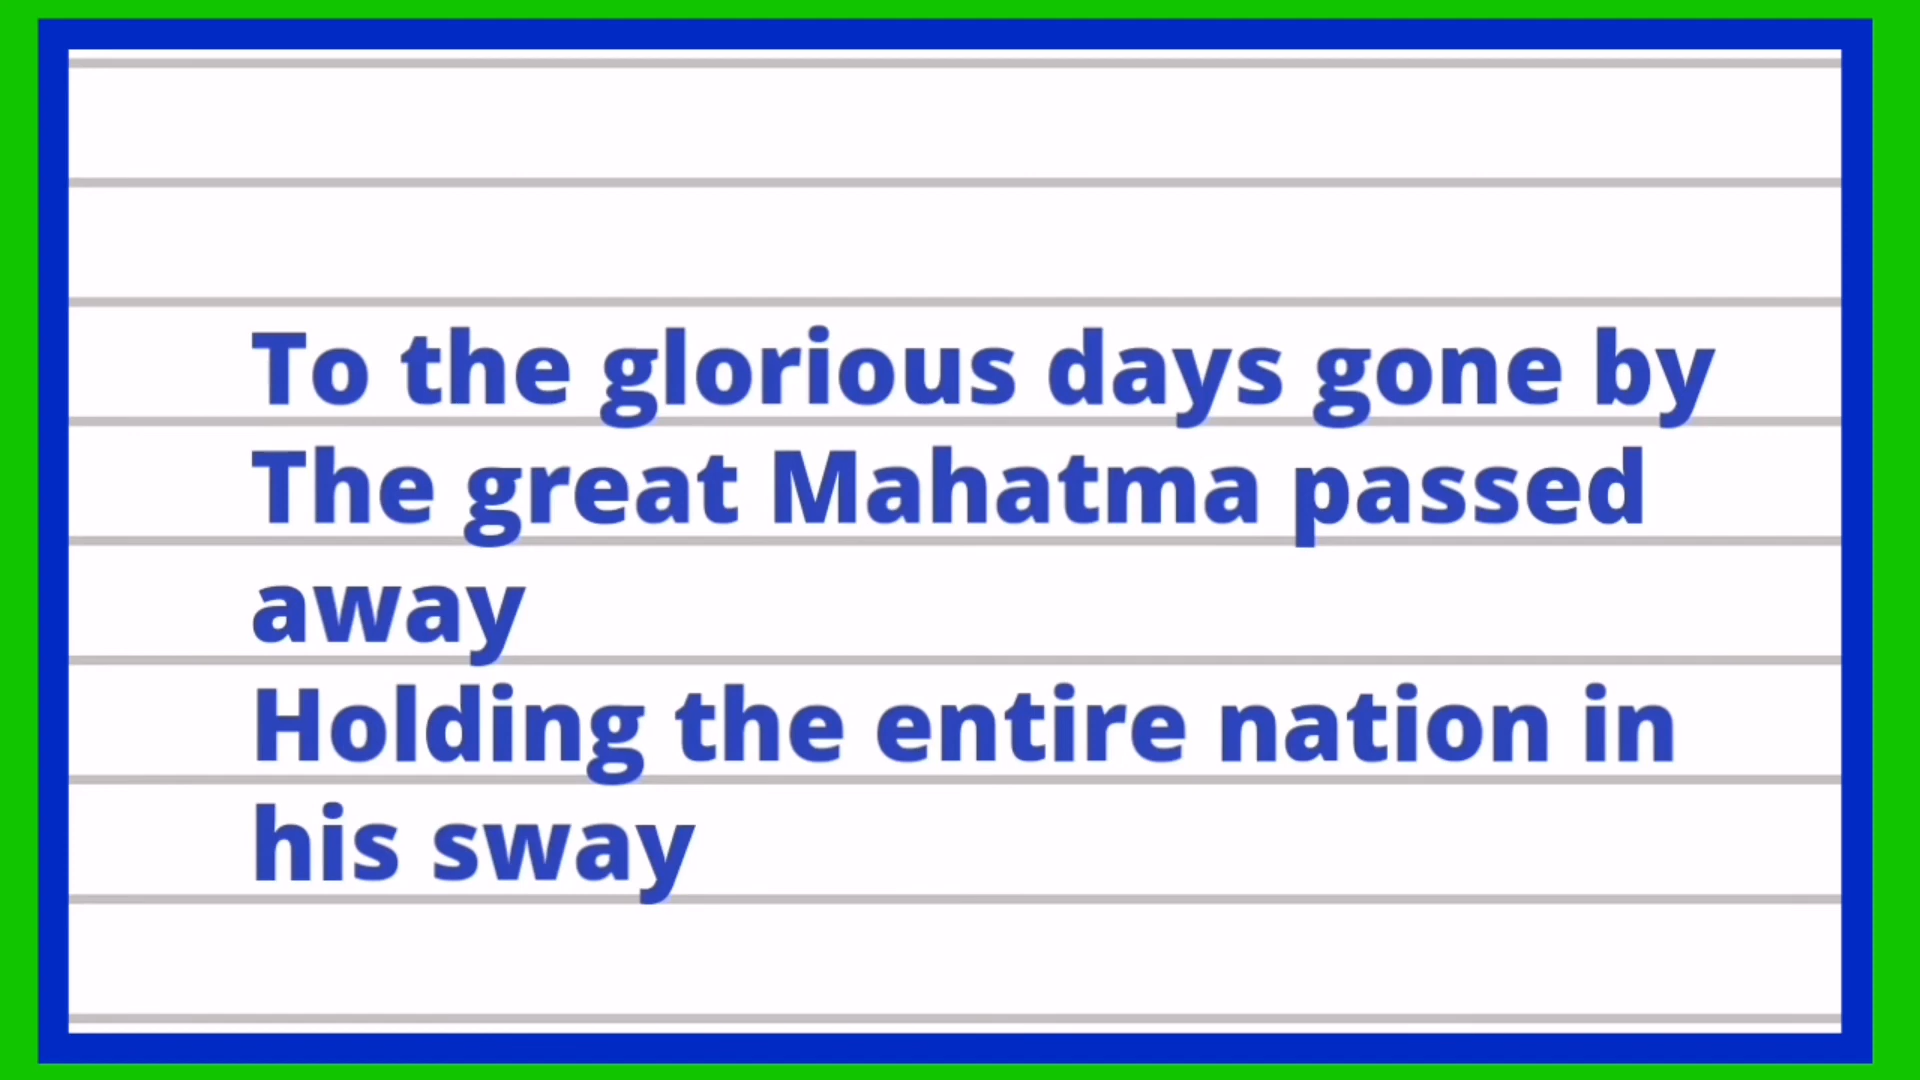 To the glorious days gone by
The great Mahatma passed
away
Holding the entire nation in
his sway